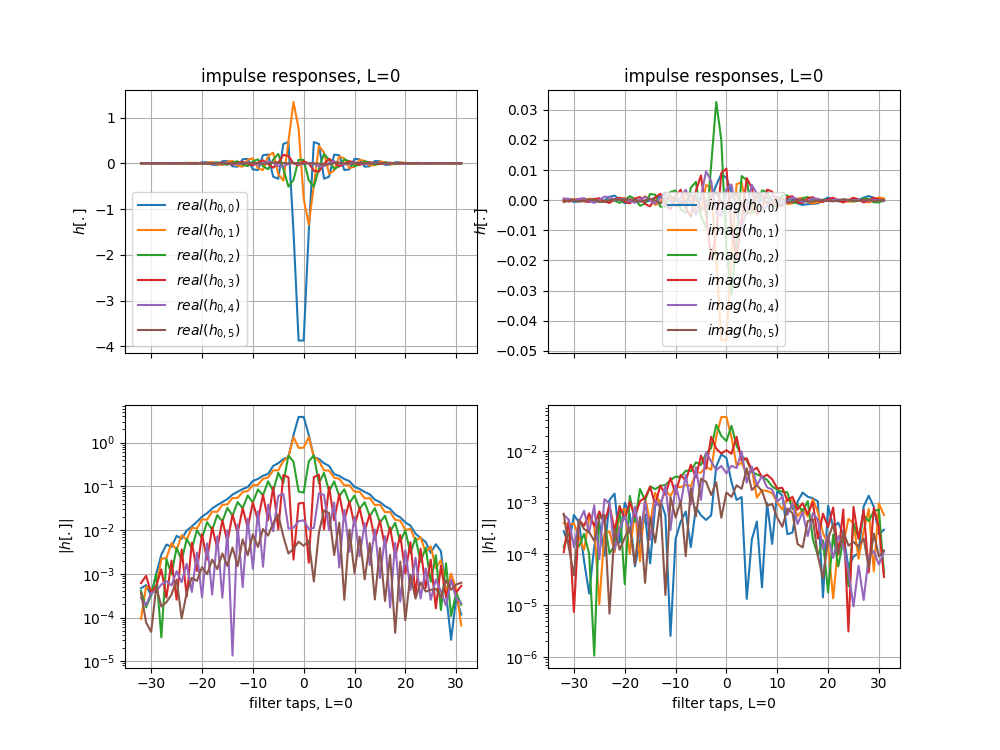 impulse responses, L=0
1
0
−1
−2
−3
−4
h[.]
real(h0,0)
real(h0,1)
real(h0,2)
real(h0,3)
real(h0,4)
real(h0,5)
impulse responses, L=0
0.03
0.02
0.01
0.00
−0.01
−0.02
−0.03
−0.04
−0.05
h[.]
imag(h0,0)
imag(h0,1)
imag(h0,2)
imag(h0,3)
imag(h0,4)
imag(h0,5)
10^0
10^−1
10^−2
10^−3
10^−4
10^−5
|h[.]|
−30 −20 −10 0 10 20 30
filter taps, L=0
10^−2
10^−3
10^−4
10^−5
10^−6
|h[.]|
−30 −20 −10 0 10 20 30
filter taps, L=0